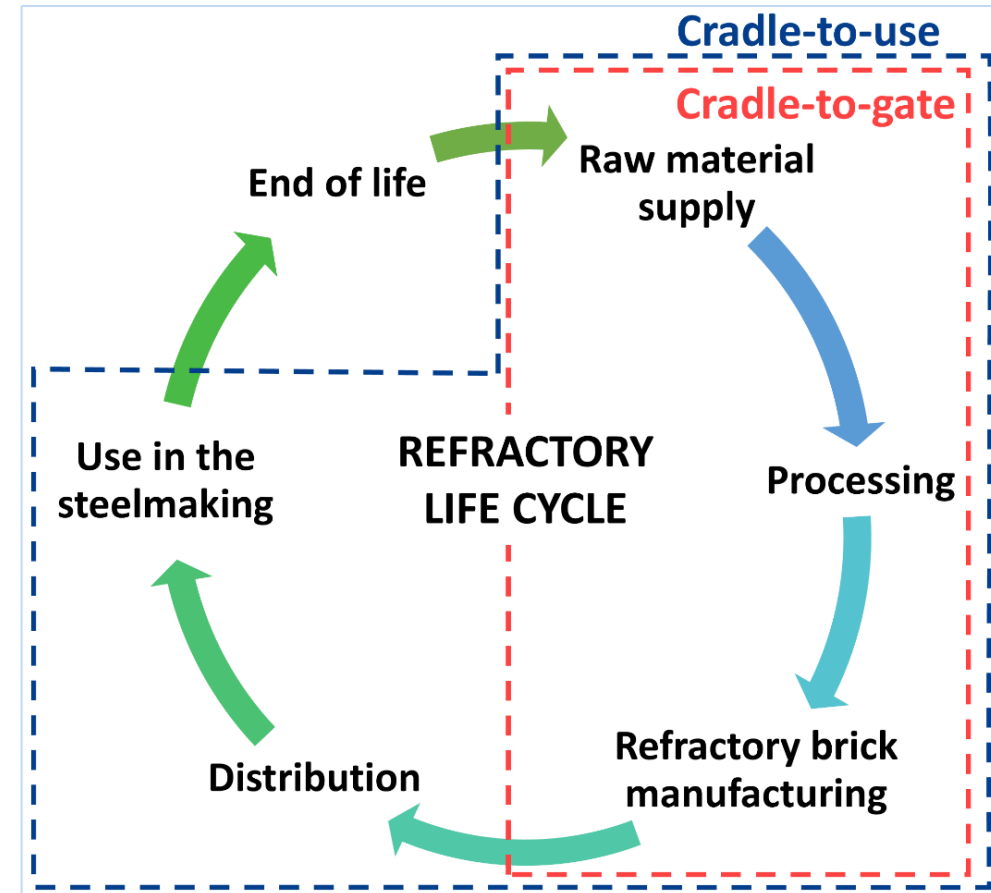 Cradle-to-use
Cradle-to-gate
Raw material
supply
End of life
Processing
REFRACTORY
LIFE CYCLE
Use in the
steelmaking
Refractory brick
manufacturing
Distribution